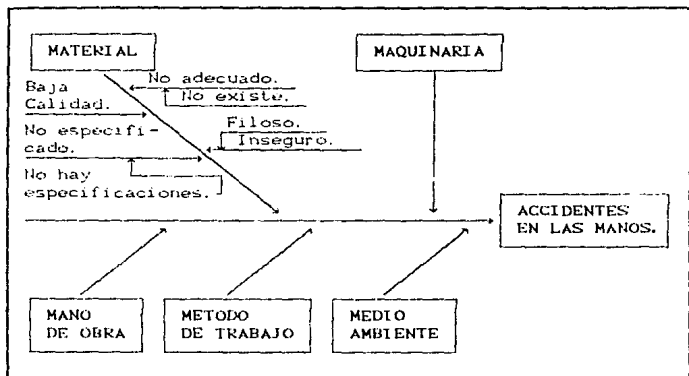 MATERIAL
MAQUINARIA
No adecuado.
No existe.
Baja
Calidad.
Filoso.
Inseguro.
No especifi-
cado.
No hay
especificaciones.
ACCIDENTES
EN LAS MANOS.
MANO
DE OBRA
METODO
DE TRABAJO
MEDIO
AMBIENTE